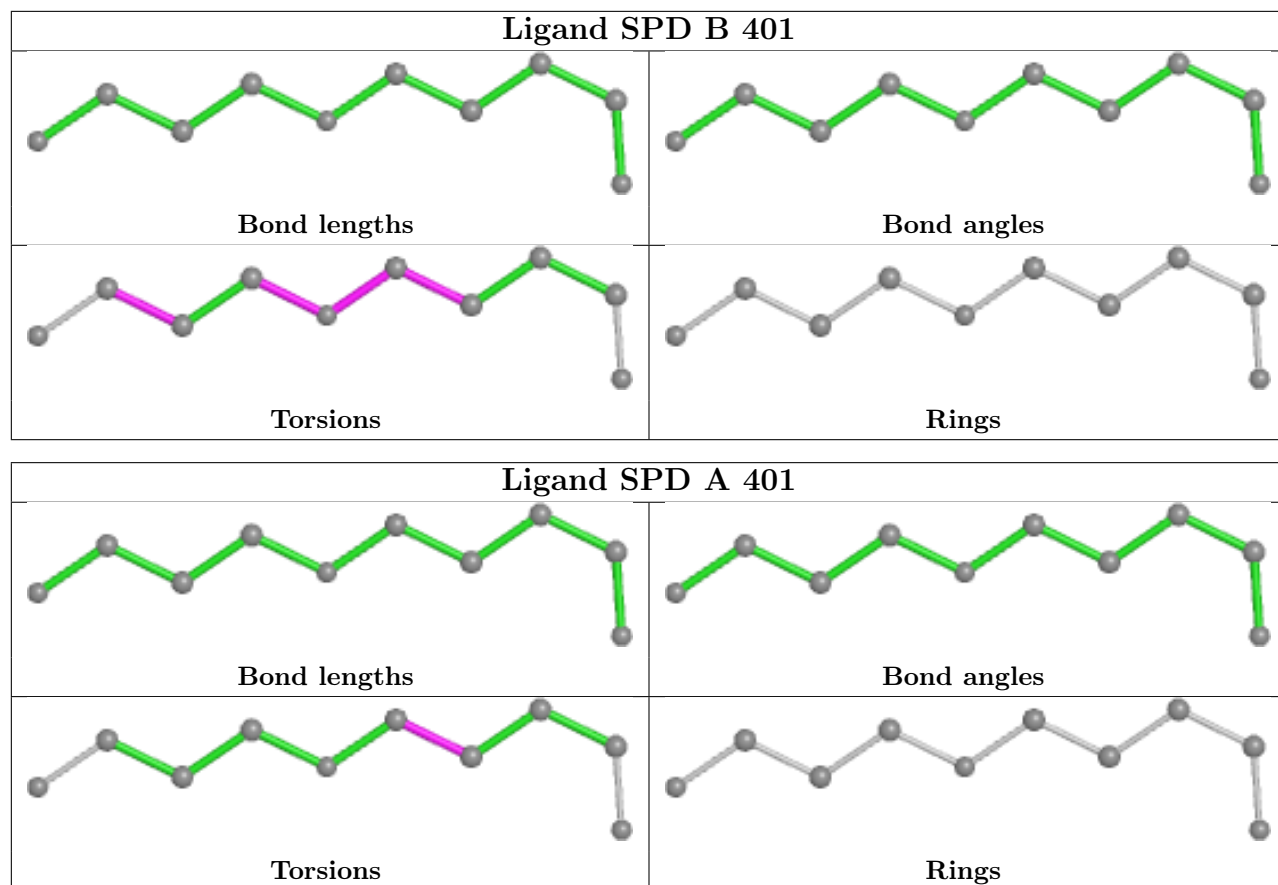 Ligand SPD B 401
Bond lengths Bond angles
Torsions Rings
Ligand SPD A 401
Bond lengths Bond angles
Torsions Rings